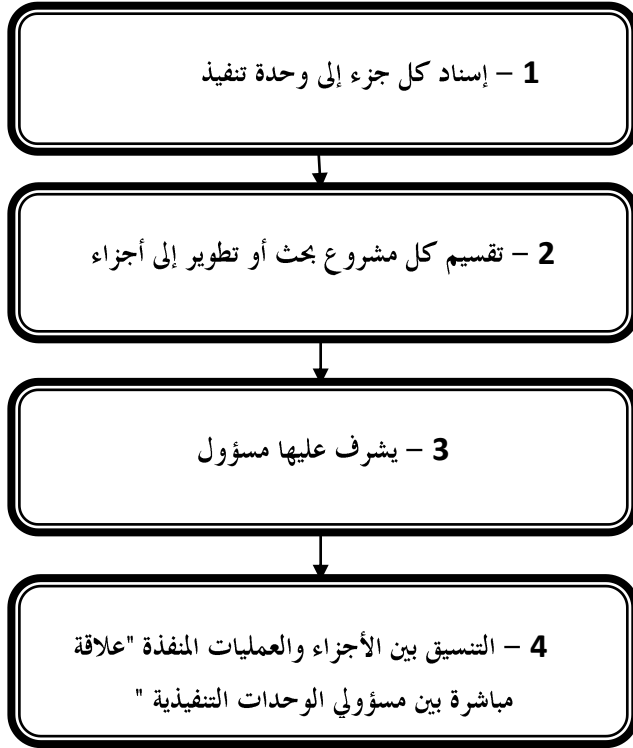 1 – إسناد كل جزء إلى وحدة تنفيذ
2 – تقسيم كل مشروع بحث أو تطوير إلى أجزاء
3 – يشرف عليها مسؤول
4 – التنسيق بين الأجزاء والعمليات المنفذة "علاقة
مباشرة بين مسؤولي الوحدات التنفيذية "